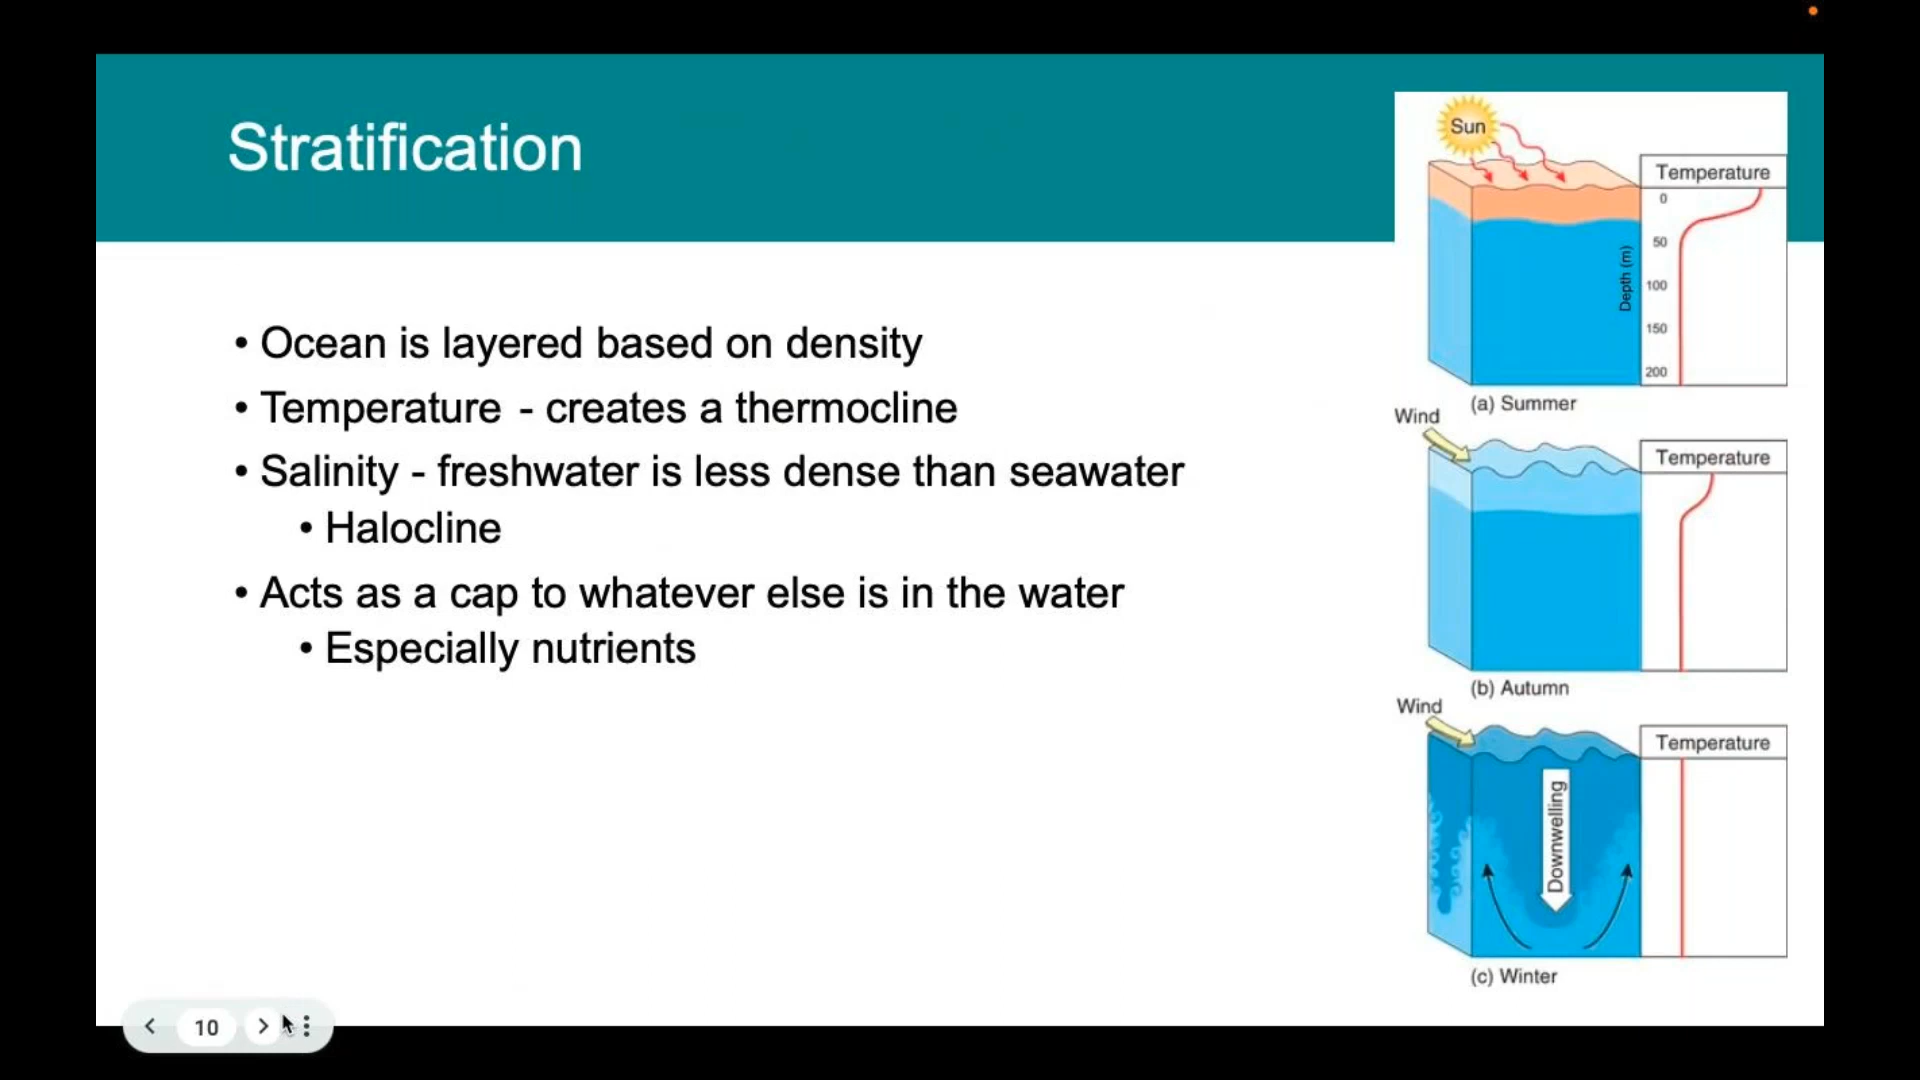 Stratification
• Ocean is layered based on density
• Temperature - creates a thermocline
• Salinity - freshwater is less dense than seawater
• Halocline
• Acts as a cap to whatever else is in the water
• Especially nutrients
Sun
Temperature
0
50
100
150
200
Depth (m)
(a) Summer
Wind
Temperature
(b) Autumn
Wind
Temperature
Downwelling
(c) Winter
10